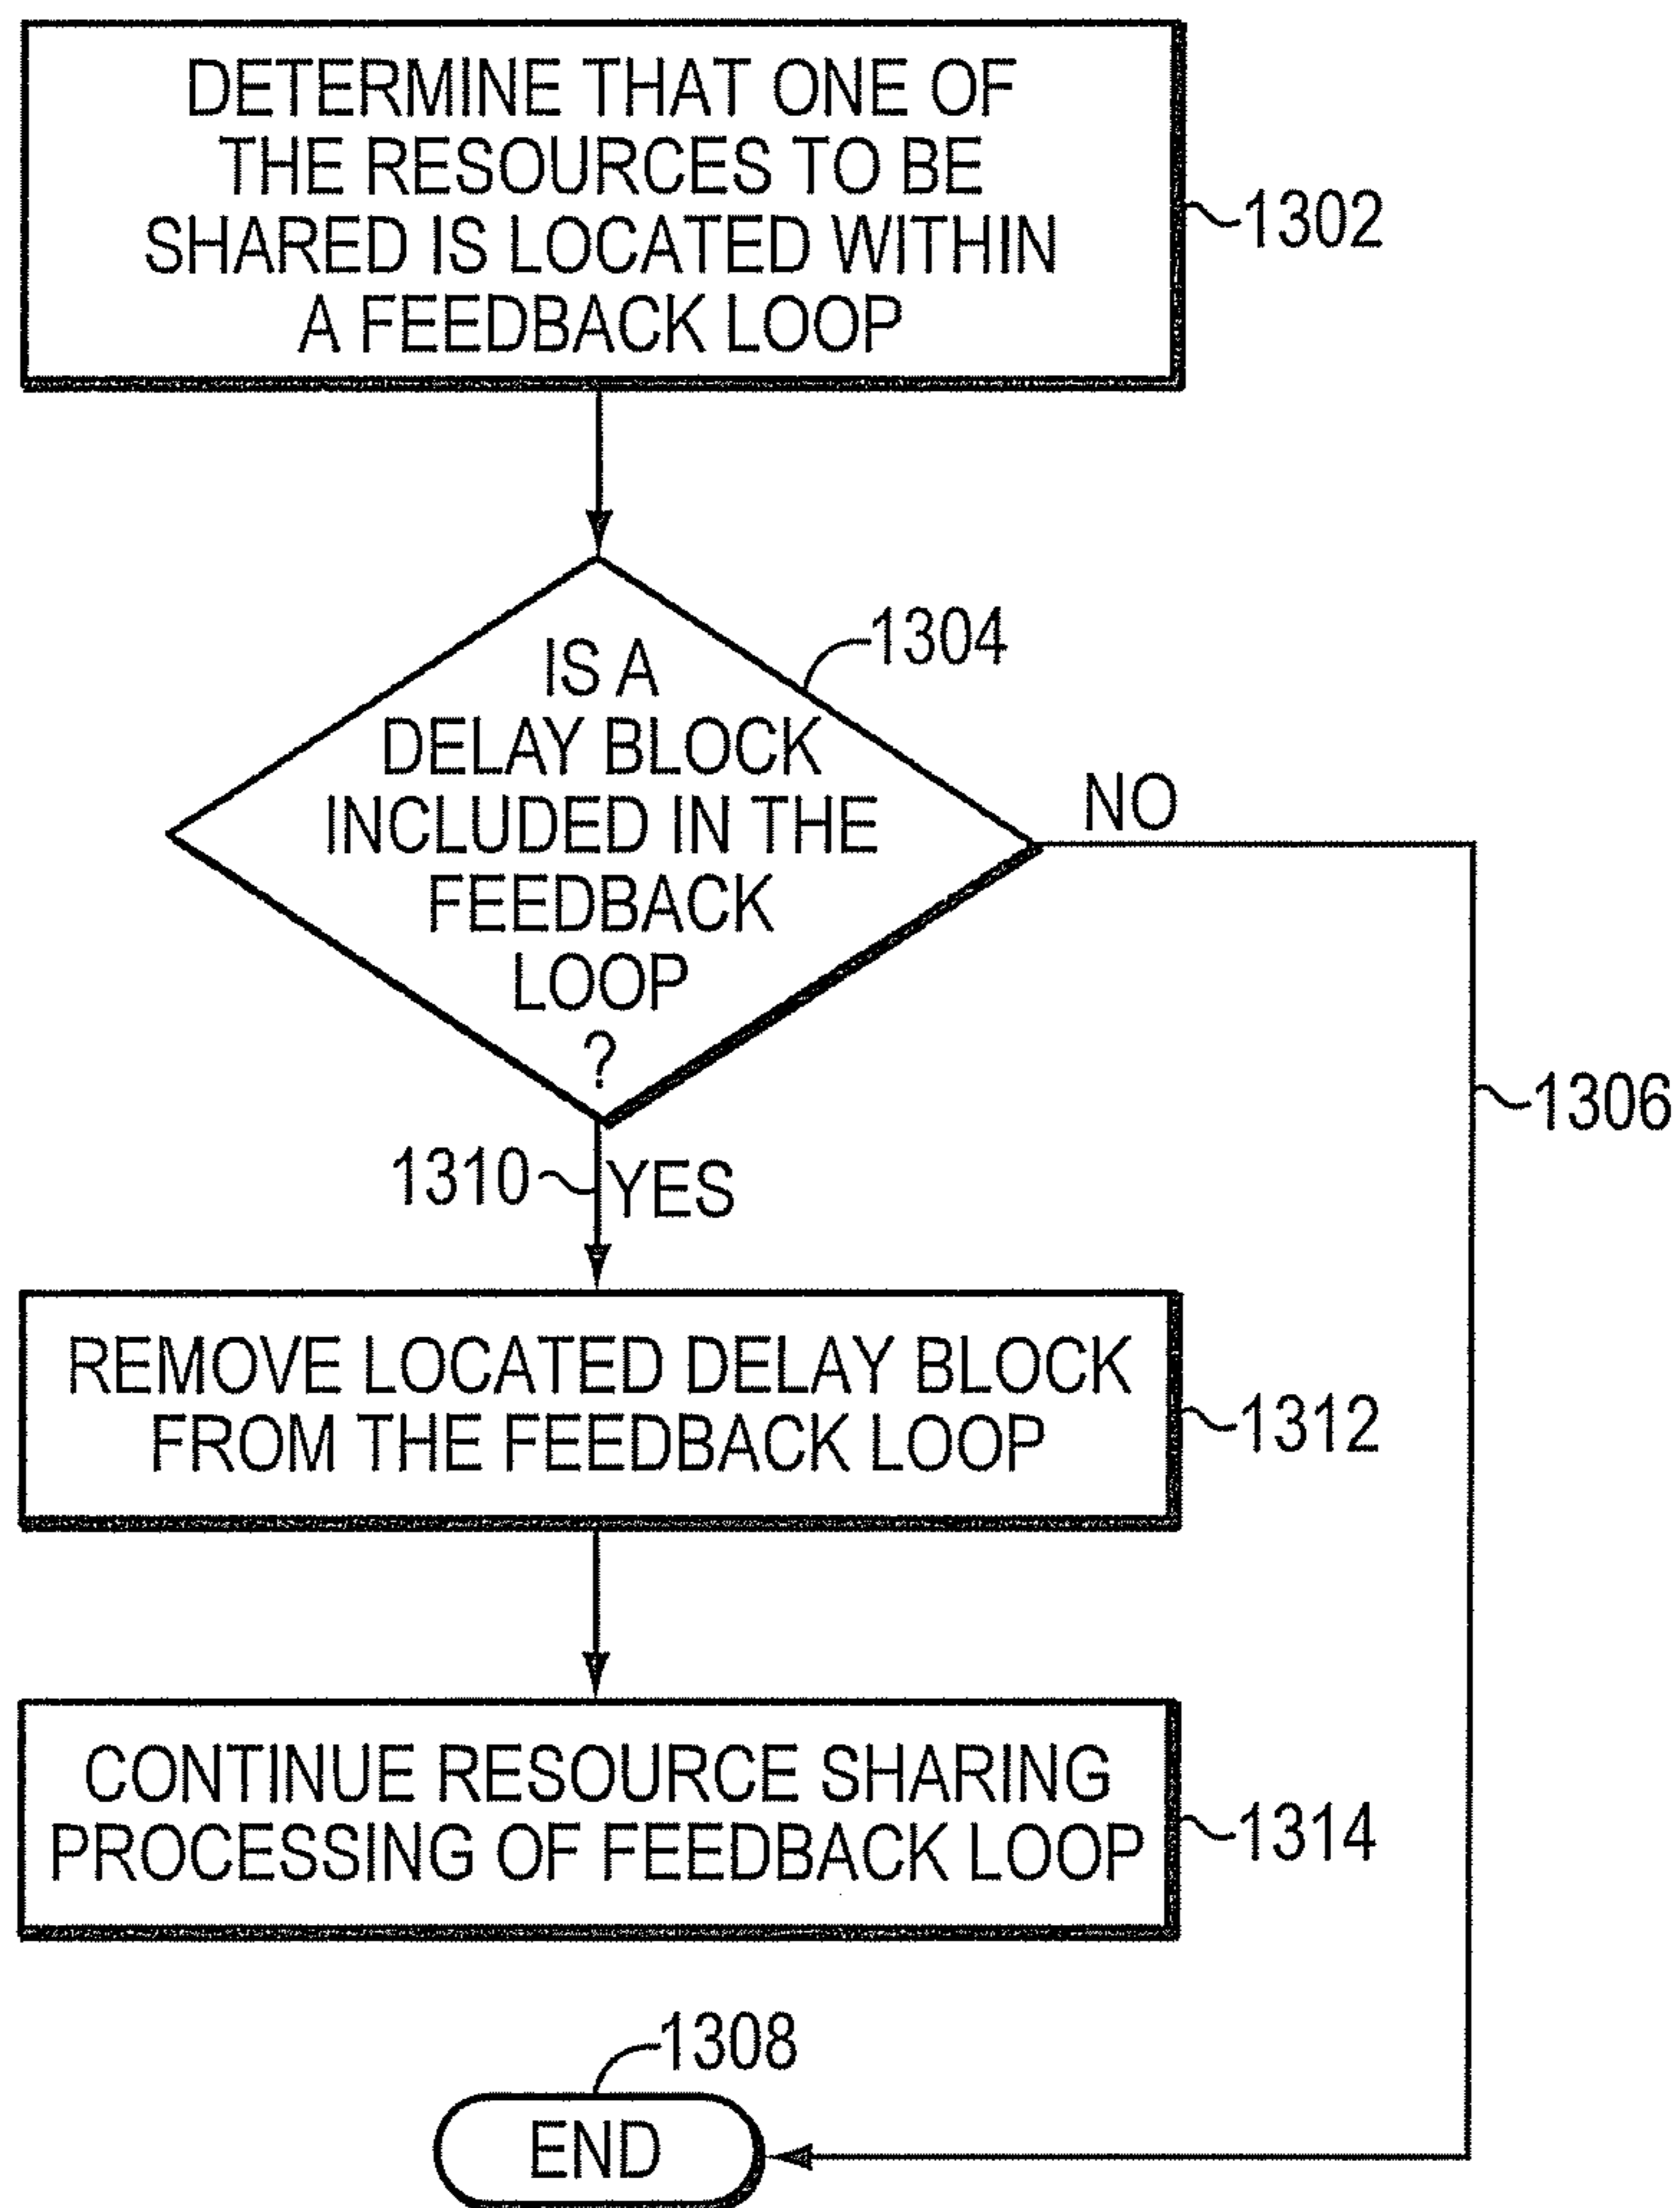 DETERMINE THAT ONE OF
THE RESOURCES TO BE
SHARED IS LOCATED WITHIN
A FEEDBACK LOOP
1302
IS A
DELAY BLOCK
INCLUDED IN THE
FEEDBACK
LOOP
?
1304
NO
1306
1310
YES
REMOVE LOCATED DELAY BLOCK
FROM THE FEEDBACK LOOP
1312
CONTINUE RESOURCE SHARING
PROCESSING OF FEEDBACK LOOP
1314
1308
END